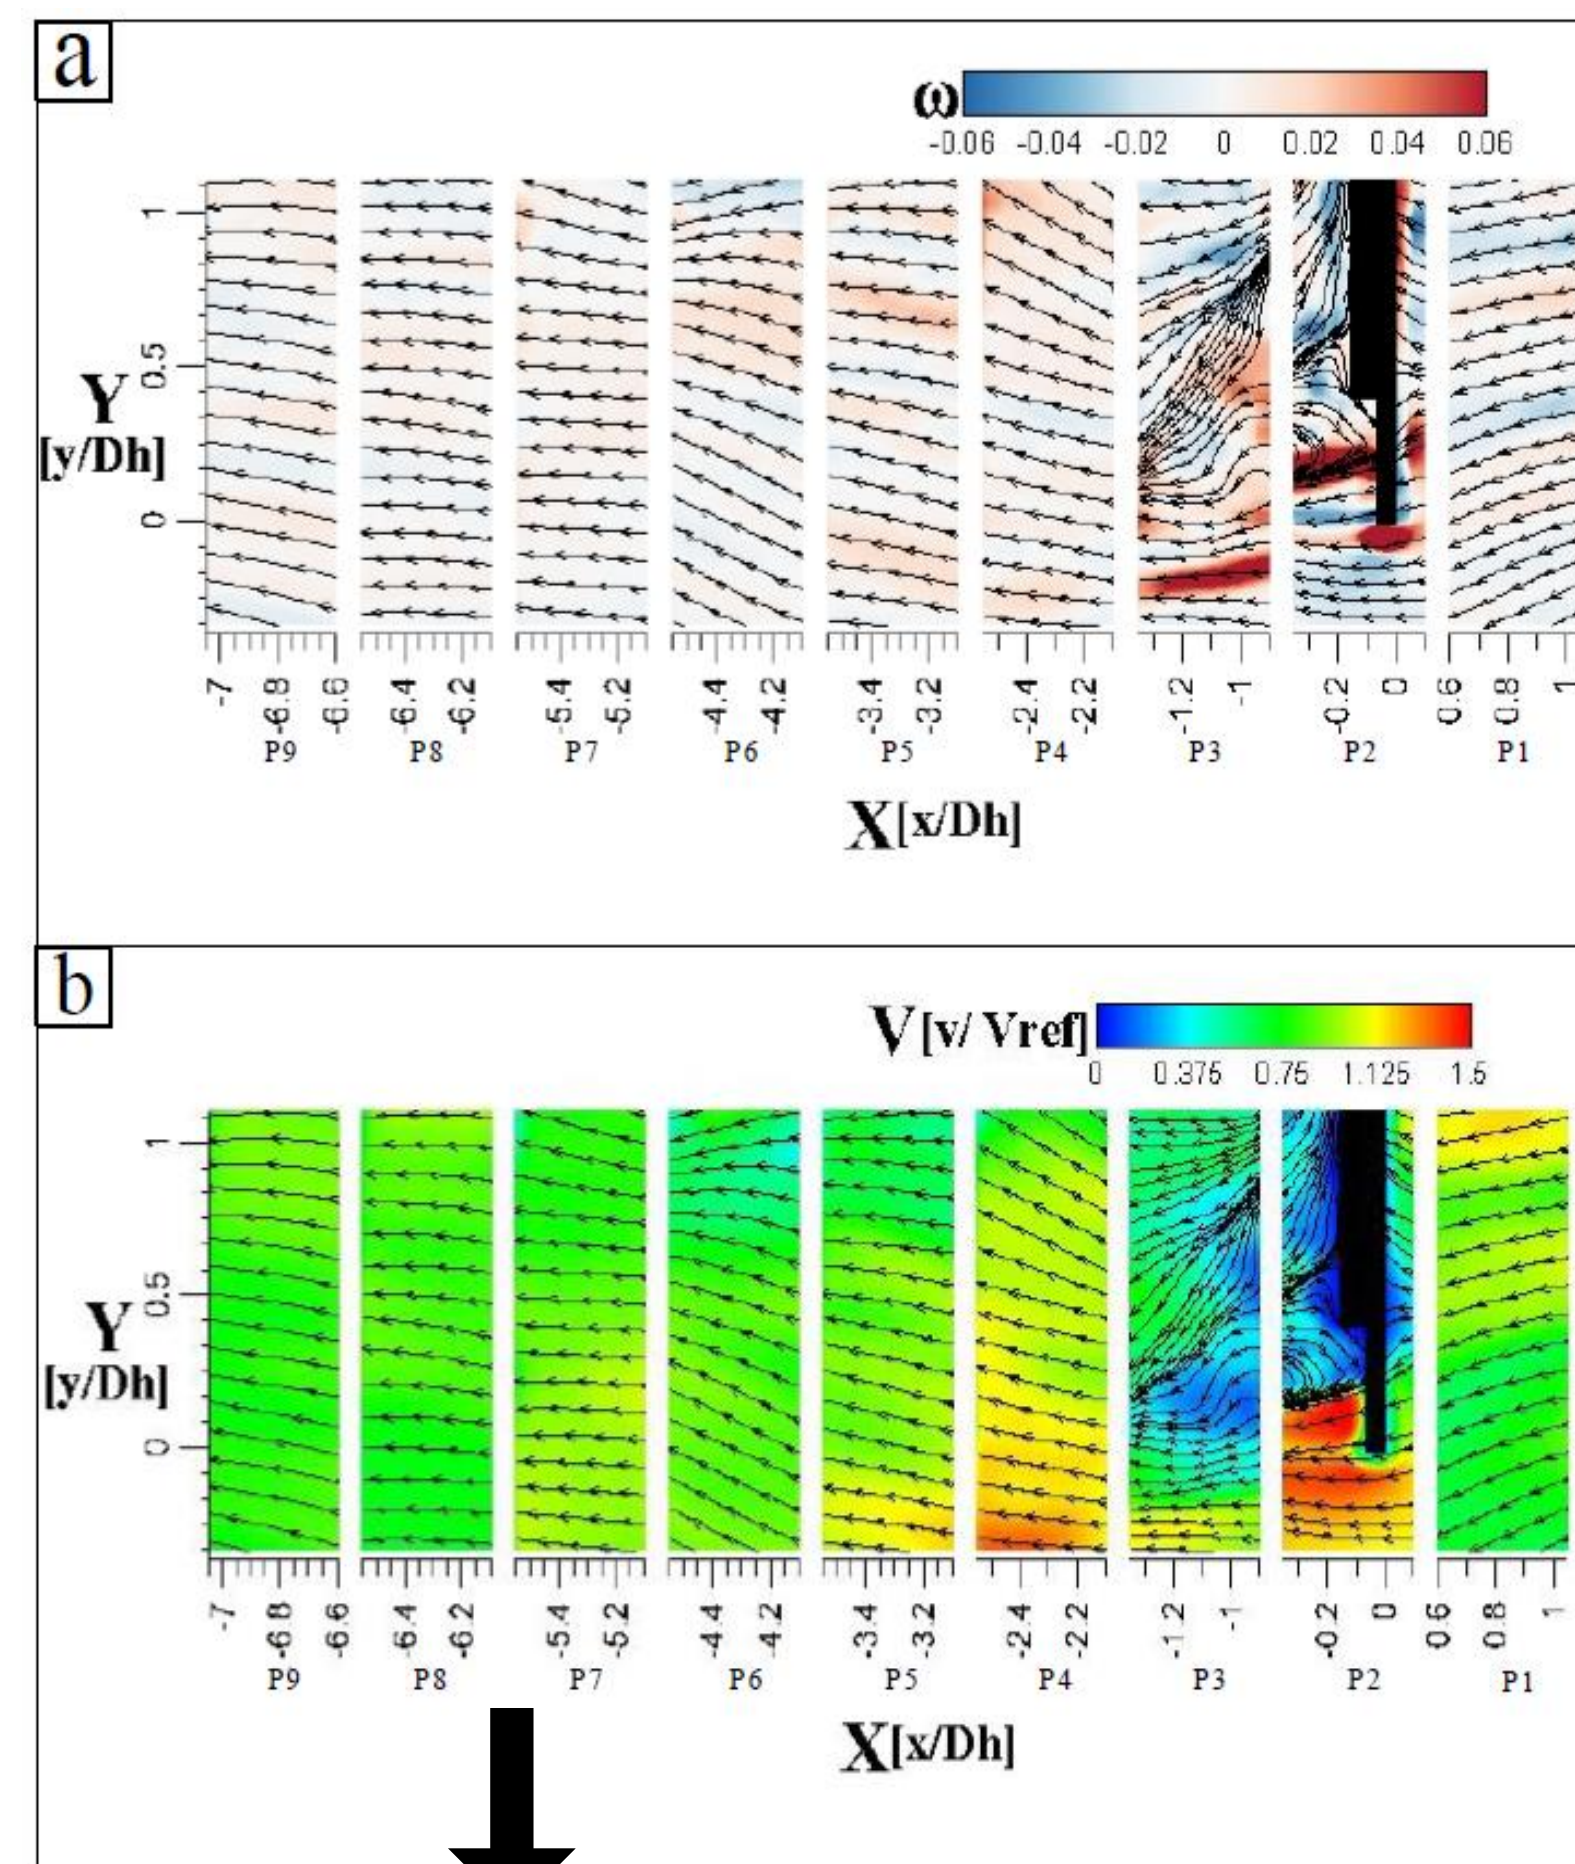 a
ω
-0.06 -0.04 -0.02 0 0.02 0.04 0.06
1
0.5
0
Y
[y/Dh]
-7 -6.8 -6.6 -6.4 -6.2 -5.4 -5.2 -4.4 -4.2 -3.4 -3.2 -2.4 -2.2 -1.2 -1 -0.2 0 0.6 0.8 1
P9 P8 P7 P6 P5 P4 P3 P2 P1
X[x/Dh]
b
V[v/ Vref]
0 0.375 0.75 1.125 1.5
1
0.5
0
Y
[y/Dh]
-7 -6.8 -6.6 -6.4 -6.2 -5.4 -5.2 -4.4 -4.2 -3.4 -3.2 -2.4 -2.2 -1.2 -1 -0.2 0 0.6 0.8 1
P9 P8 P7 P6 P5 P4 P3 P2 P1
X[x/Dh]